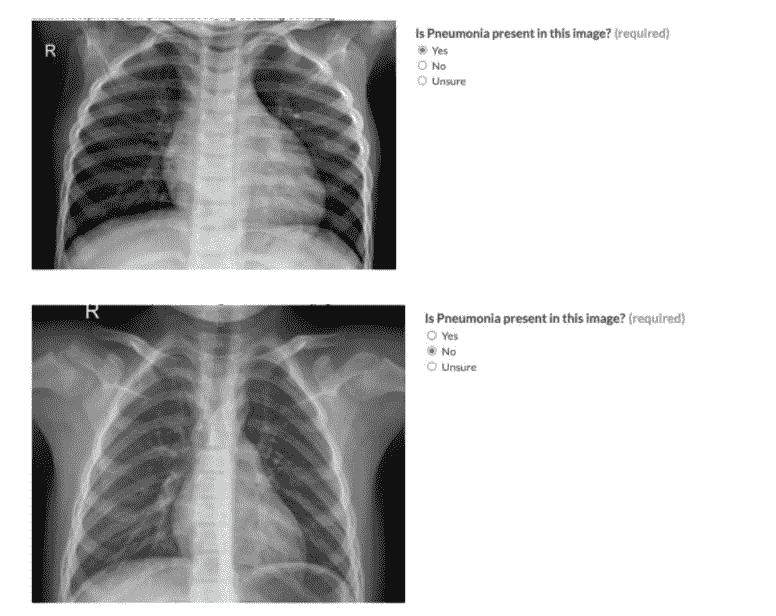 R
Is Pneumonia present in this image? (required)
Yes
No
Unsure
R
Is Pneumonia present in this image? (required)
Yes
No
Unsure